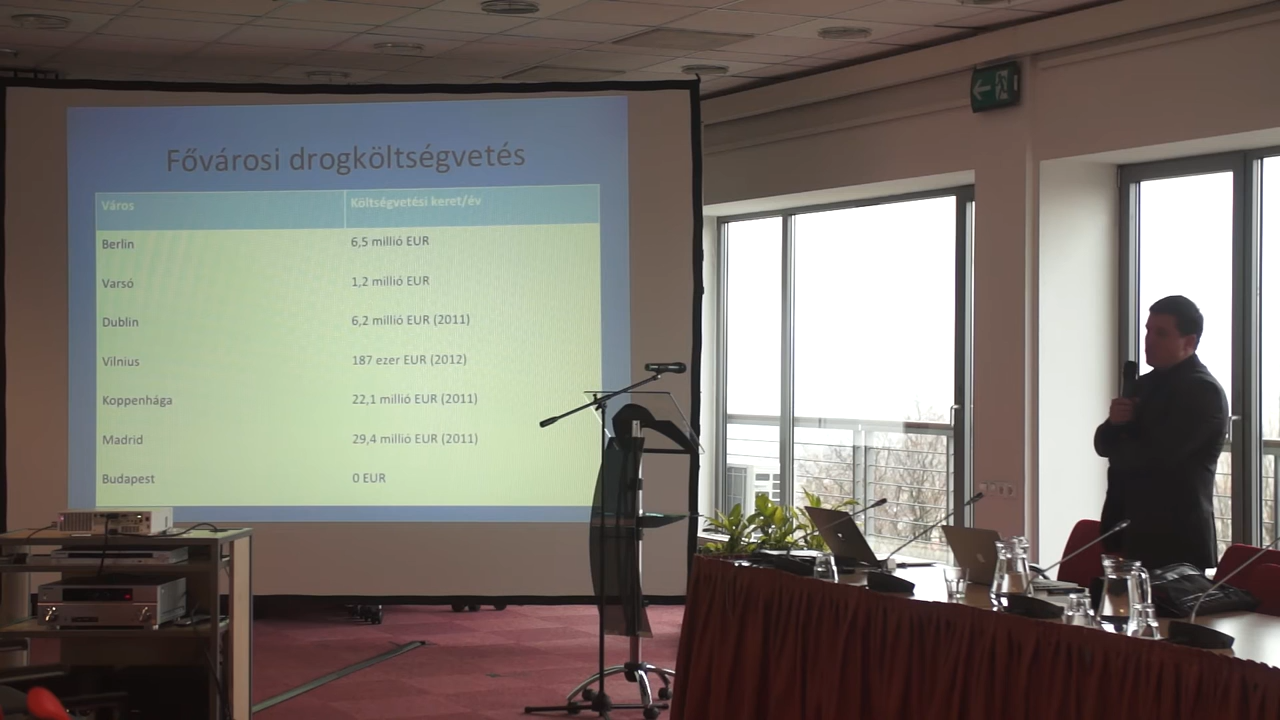 Fővárosi drogköltségvetés
Város Költségvetési keret/év
Berlin 6,5 millió EUR
Varsó 1,2 millió EUR
Dublin 6,2 millió EUR (2011)
Vilnius 187 ezer EUR (2012)
Koppenhága 22,1 millió EUR (2011)
Madrid 29,4 millió EUR (2011)
Budapest 0 EUR